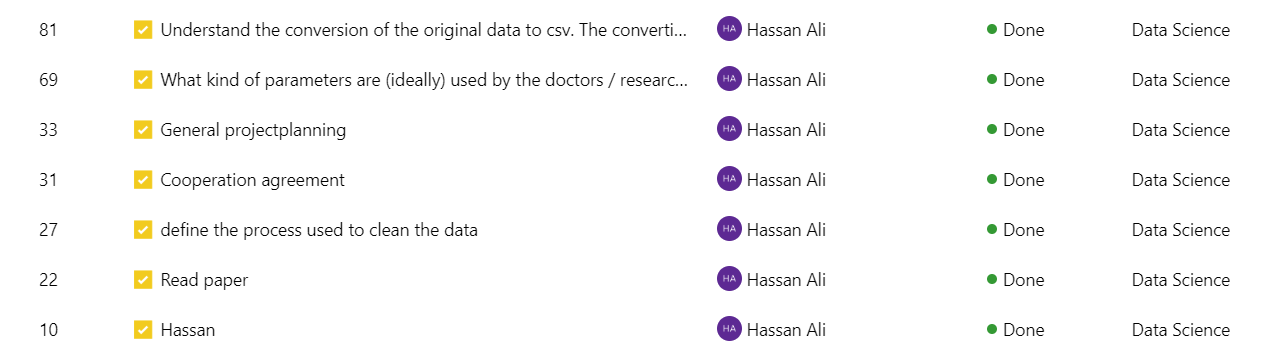 81 Understand the conversion of the original data to csv. The converti... HA Hassan Ali Done Data Science
69 What kind of parameters are (ideally) used by the doctors / researc... HA Hassan Ali Done Data Science
33 General projectplanning HA Hassan Ali Done Data Science
31 Cooperation agreement HA Hassan Ali Done Data Science
27 define the process used to clean the data HA Hassan Ali Done Data Science
22 Read paper HA Hassan Ali Done Data Science
10 Hassan HA Hassan Ali Done Data Science